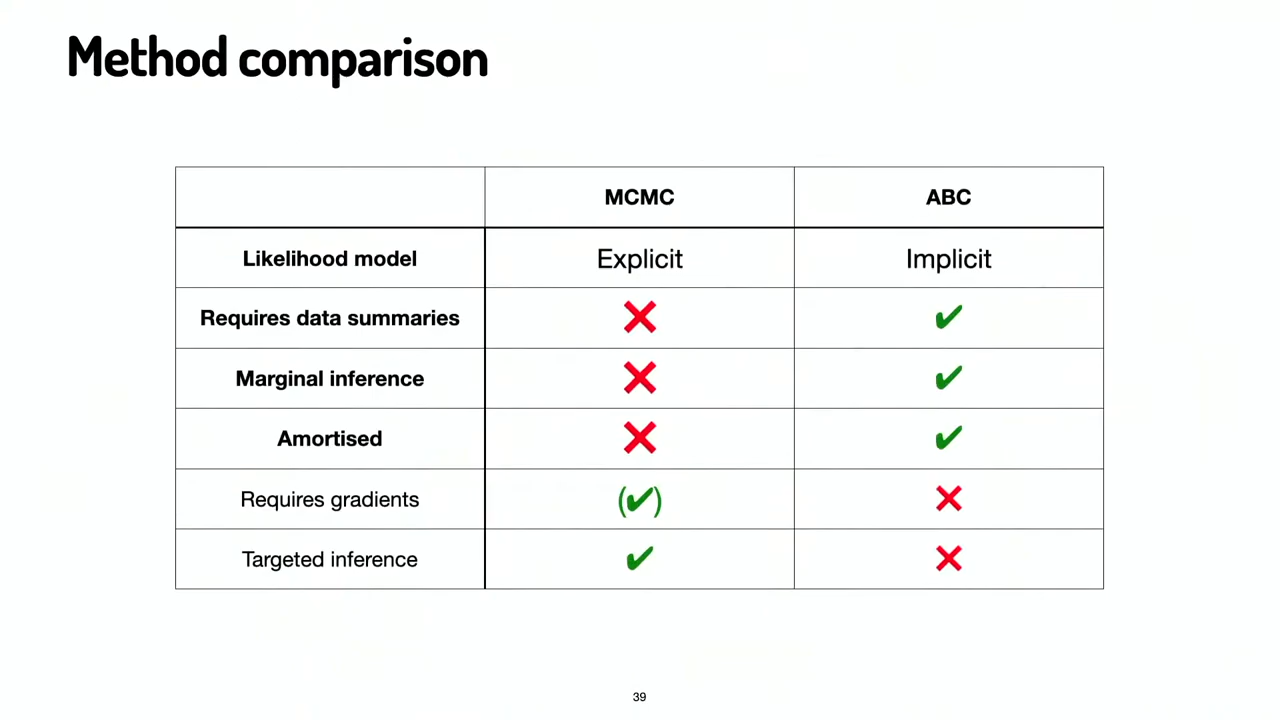 Method comparison
MCMC ABC
Likelihood model Explicit Implicit
Requires data summaries ❌ ✔
Marginal inference ❌ ✔
Amortised ❌ ✔
Requires gradients (✔) ❌
Targeted inference ✔ ❌
39